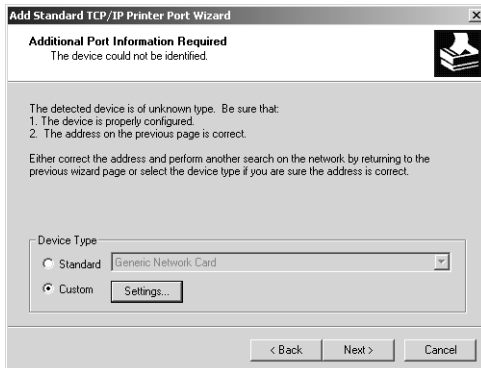 Add Standard TCP/IP Printer Port Wizard
Additional Port Information Required
The device could not be identified.
The detected device is of unknown type. Be sure that:
1. The device is properly configured.
2. The address on the previous page is correct.
Either correct the address and perform another search on the network by returning to the
previous wizard page or select the device type if you are sure the address is correct.
Device Type
Standard Generic Network Card
Custom Settings...
< Back Next > Cancel